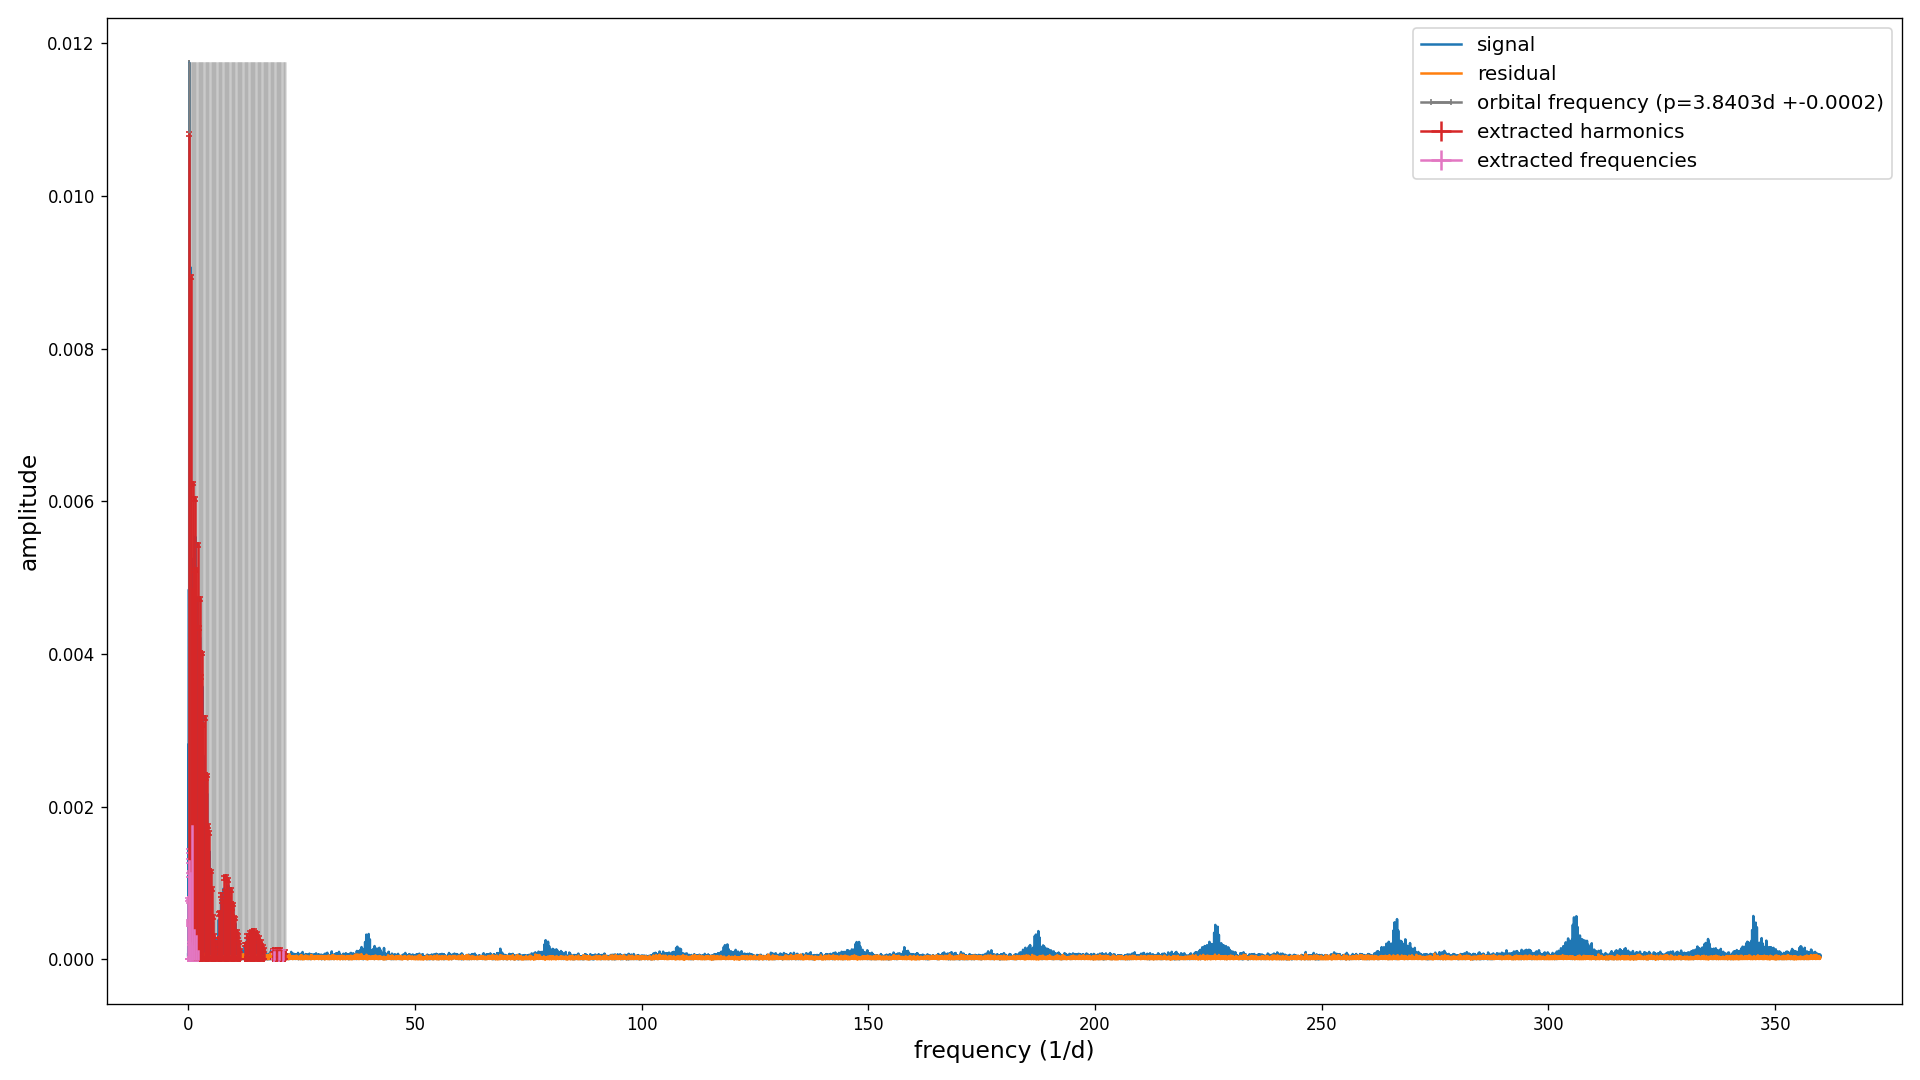 0.012
0.010
0.008
0.006
0.004
0.002
0.000
amplitude
0
50
100
150
200
250
300
350
frequency (1/d)
signal
residual
orbital frequency (p=3.8403d +-0.0002)
extracted harmonics
extracted frequencies